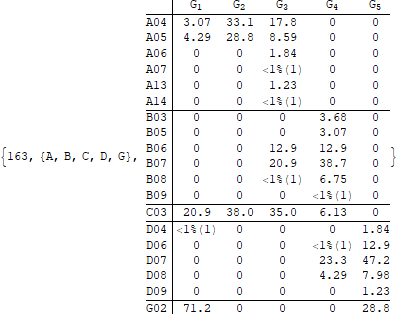 G1 G2 G3 G4 G5
A04 3.07 33.1 17.8 0 0
A05 4.29 28.8 8.59 0 0
A06 0 0 1.84 0 0
A07 0 0 <1%(1) 0 0
A13 0 0 1.23 0 0
A14 0 0 <1%(1) 0 0
B03 0 0 0 3.68 0
B05 0 0 0 3.07 0
{163, {A, B, C, D, G}, B06 0 0 12.9 12.9 0 }
B07 0 0 20.9 38.7 0
B08 0 0 <1%(1) 6.75 0
B09 0 0 0 <1%(1) 0
C03 20.9 38.0 35.0 6.13 0
D04 <1%(1) 0 0 0 1.84
D06 0 0 0 <1%(1) 12.9
D07 0 0 0 23.3 47.2
D08 0 0 0 4.29 7.98
D09 0 0 0 0 1.23
G02 71.2 0 0 0 28.8